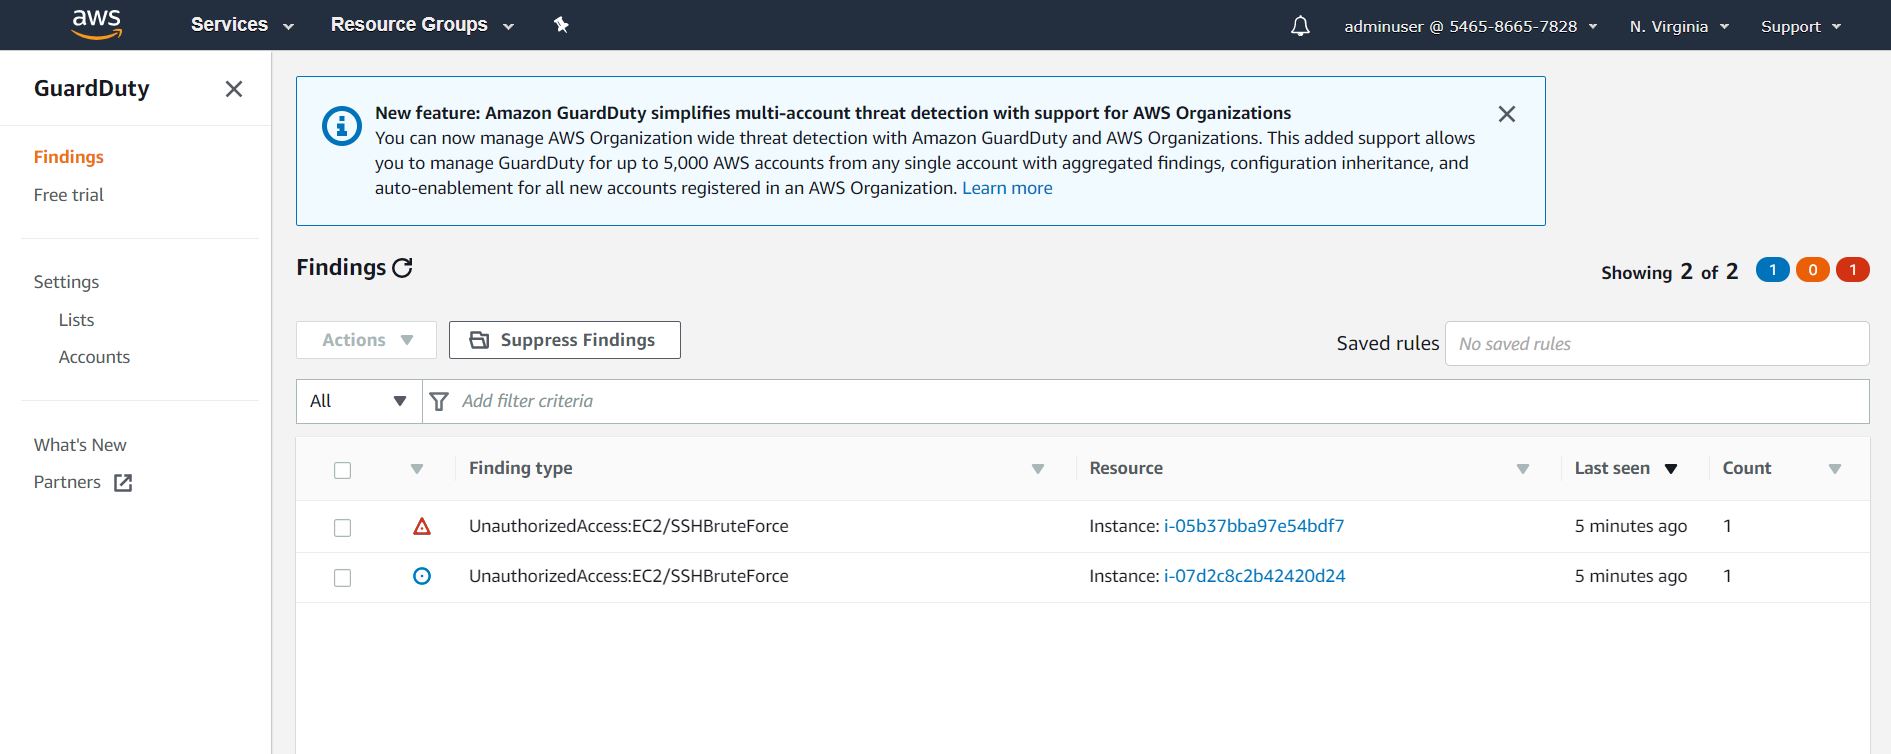 aws Services Resource Groups adminuser @ 5465-8665-7828 N. Virginia Support
GuardDuty
Findings
Free trial
Settings
Lists
Accounts
What's New
Partners
New feature: Amazon GuardDuty simplifies multi-account threat detection with support for AWS Organizations
You can now manage AWS Organization wide threat detection with Amazon GuardDuty and AWS Organizations. This added support allows
you to manage GuardDuty for up to 5,000 AWS accounts from any single account with aggregated findings, configuration inheritance, and
auto-enablement for all new accounts registered in an AWS Organization. Learn more
Findings Showing 2 of 2 1 0 1
Actions Suppress Findings Saved rules No saved rules
All Add filter criteria
Finding type Resource Last seen Count
UnauthorizedAccess:EC2/SSHBruteForce Instance: i-05b37bba97e54bdf7 5 minutes ago 1
UnauthorizedAccess:EC2/SSHBruteForce Instance: i-07d2c8c2b42420d24 5 minutes ago 1